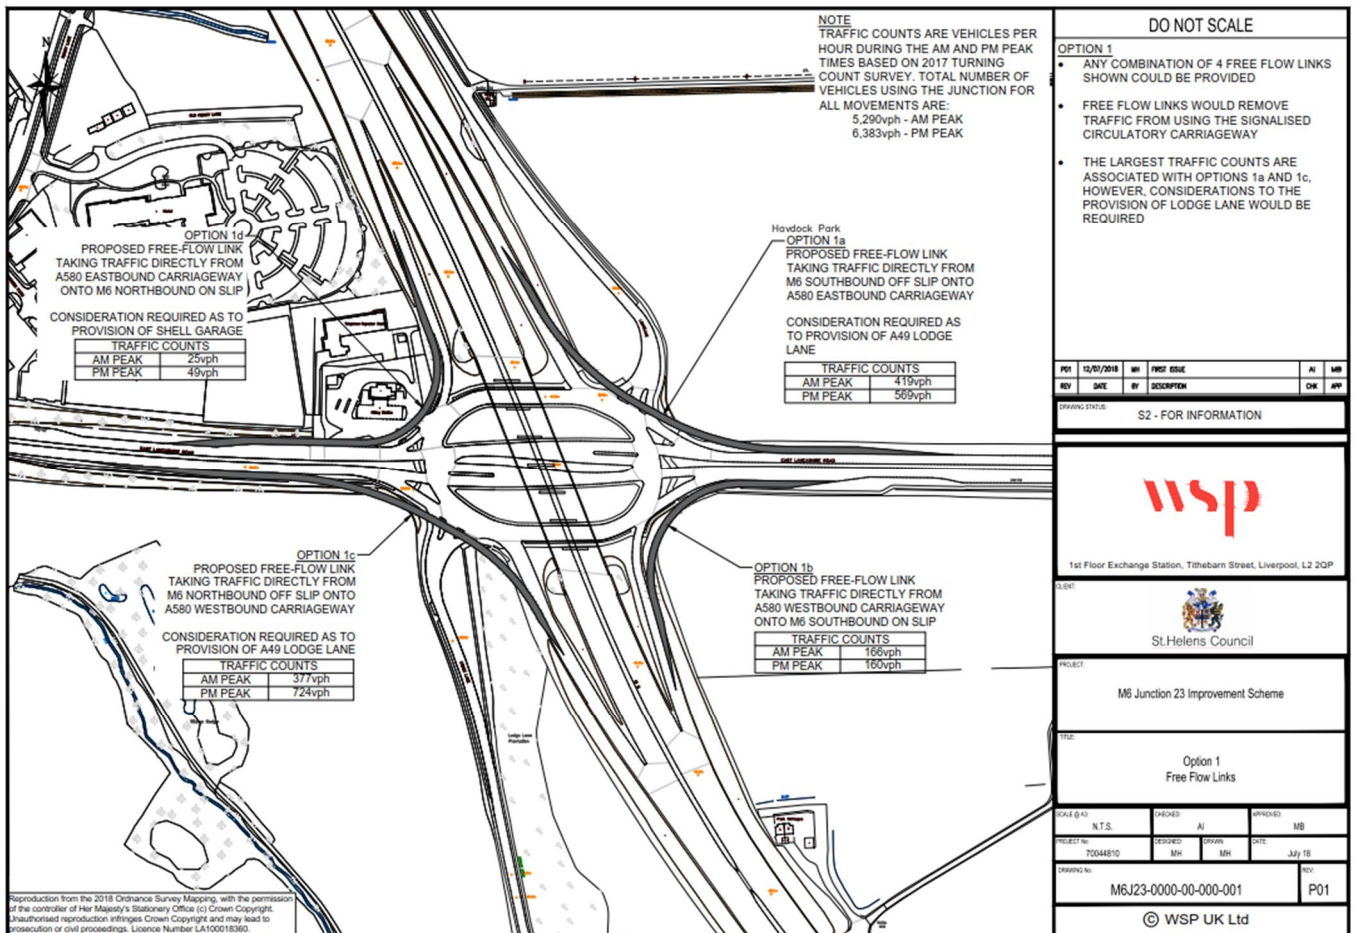 NOTE
TRAFFIC COUNTS ARE VEHICLES PER
HOUR DURING THE AM AND PM PEAK
TIMES BASED ON 2017 TURNING
COUNT SURVEY. TOTAL NUMBER OF
VEHICLES USING THE JUNCTION FOR
ALL MOVEMENTS ARE:
5,290vph - AM PEAK
6,383vph - PM PEAK
N
OLD HENRY LANE
OPTION 1d
PROPOSED FREE-FLOW LINK
TAKING TRAFFIC DIRECTLY FROM
A580 EASTBOUND CARRIAGEWAY
ONTO M6 NORTHBOUND ON SLIP
CONSIDERATION REQUIRED AS TO
PROVISION OF SHELL GARAGE
TRAFFIC COUNTS
AM PEAK 25vph
PM PEAK 49vph
Haydock Park
OPTION 1a
PROPOSED FREE-FLOW LINK
TAKING TRAFFIC DIRECTLY FROM
M6 SOUTHBOUND OFF SLIP ONTO
A580 EASTBOUND CARRIAGEWAY
CONSIDERATION REQUIRED AS
TO PROVISION OF A49 LODGE
LANE
TRAFFIC COUNTS
AM PEAK 419vph
PM PEAK 569vph
EAST LANCASHIRE ROAD
EAST LANCASHIRE ROAD
OPTION 1c
PROPOSED FREE-FLOW LINK
TAKING TRAFFIC DIRECTLY FROM
M6 NORTHBOUND OFF SLIP ONTO
A580 WESTBOUND CARRIAGEWAY
CONSIDERATION REQUIRED AS TO
PROVISION OF A49 LODGE LANE
TRAFFIC COUNTS
AM PEAK 377vph
PM PEAK 724vph
OPTION 1b
PROPOSED FREE-FLOW LINK
TAKING TRAFFIC DIRECTLY FROM
A580 WESTBOUND CARRIAGEWAY
ONTO M6 SOUTHBOUND ON SLIP
TRAFFIC COUNTS
AM PEAK 166vph
PM PEAK 160vph
Lodge Lane
Plantation
Reproduction from the 2018 Ordnance Survey Mapping, with the permission
of the controller of Her Majesty's Stationery Office (c) Crown Copyright.
Unauthorised reproduction infringes Crown Copyright and may lead to
prosecution or civil proceedings. Licence Number LA100018360.
DO NOT SCALE
OPTION 1
• ANY COMBINATION OF 4 FREE FLOW LINKS
SHOWN COULD BE PROVIDED
• FREE FLOW LINKS WOULD REMOVE
TRAFFIC FROM USING THE SIGNALISED
CIRCULATORY CARRIAGEWAY
• THE LARGEST TRAFFIC COUNTS ARE
ASSOCIATED WITH OPTIONS 1a AND 1c,
HOWEVER, CONSIDERATIONS TO THE
PROVISION OF LODGE LANE WOULD BE
REQUIRED
P01 12/07/2018 MH FIRST ISSUE AI MB
REV DATE BY DESCRIPTION CHK APP
DRAWING STATUS:
S2 - FOR INFORMATION
wsp
1st Floor Exchange Station, Tithebarn Street, Liverpool, L2 2QP
CLIENT:
St.Helens Council
PROJECT:
M6 Junction 23 Improvement Scheme
TITLE:
Option 1
Free Flow Links
SCALE @ A3: CHECKED: APPROVED:
N.T.S. AI MB
PROJECT No: DESIGNED: DRAWN: DATE:
70044810 MH MH July 18
DRAWING No: REV:
M6J23-0000-00-000-001 P01
© WSP UK Ltd